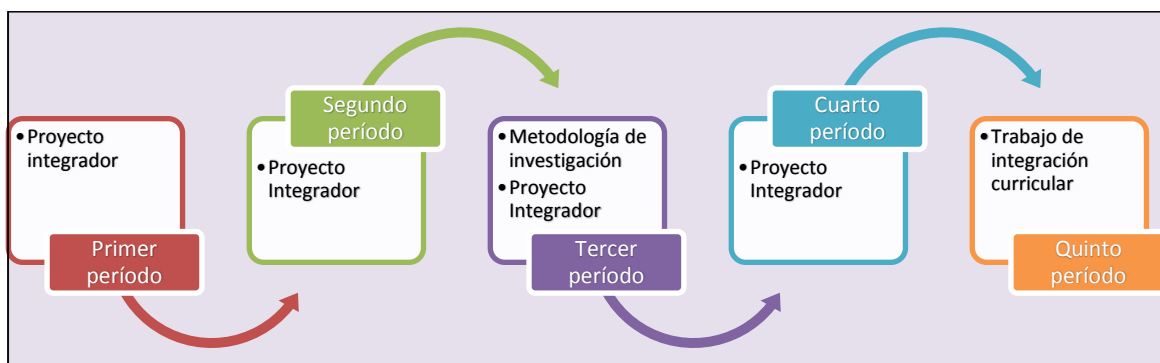 • Proyecto
integrador
Primer
período
Segundo
período
• Proyecto
Integrador
• Metodología de
investigación
• Proyecto
Integrador
Tercer
período
Cuarto
período
• Proyecto
Integrador
• Trabajo de
integración
curricular
Quinto
período